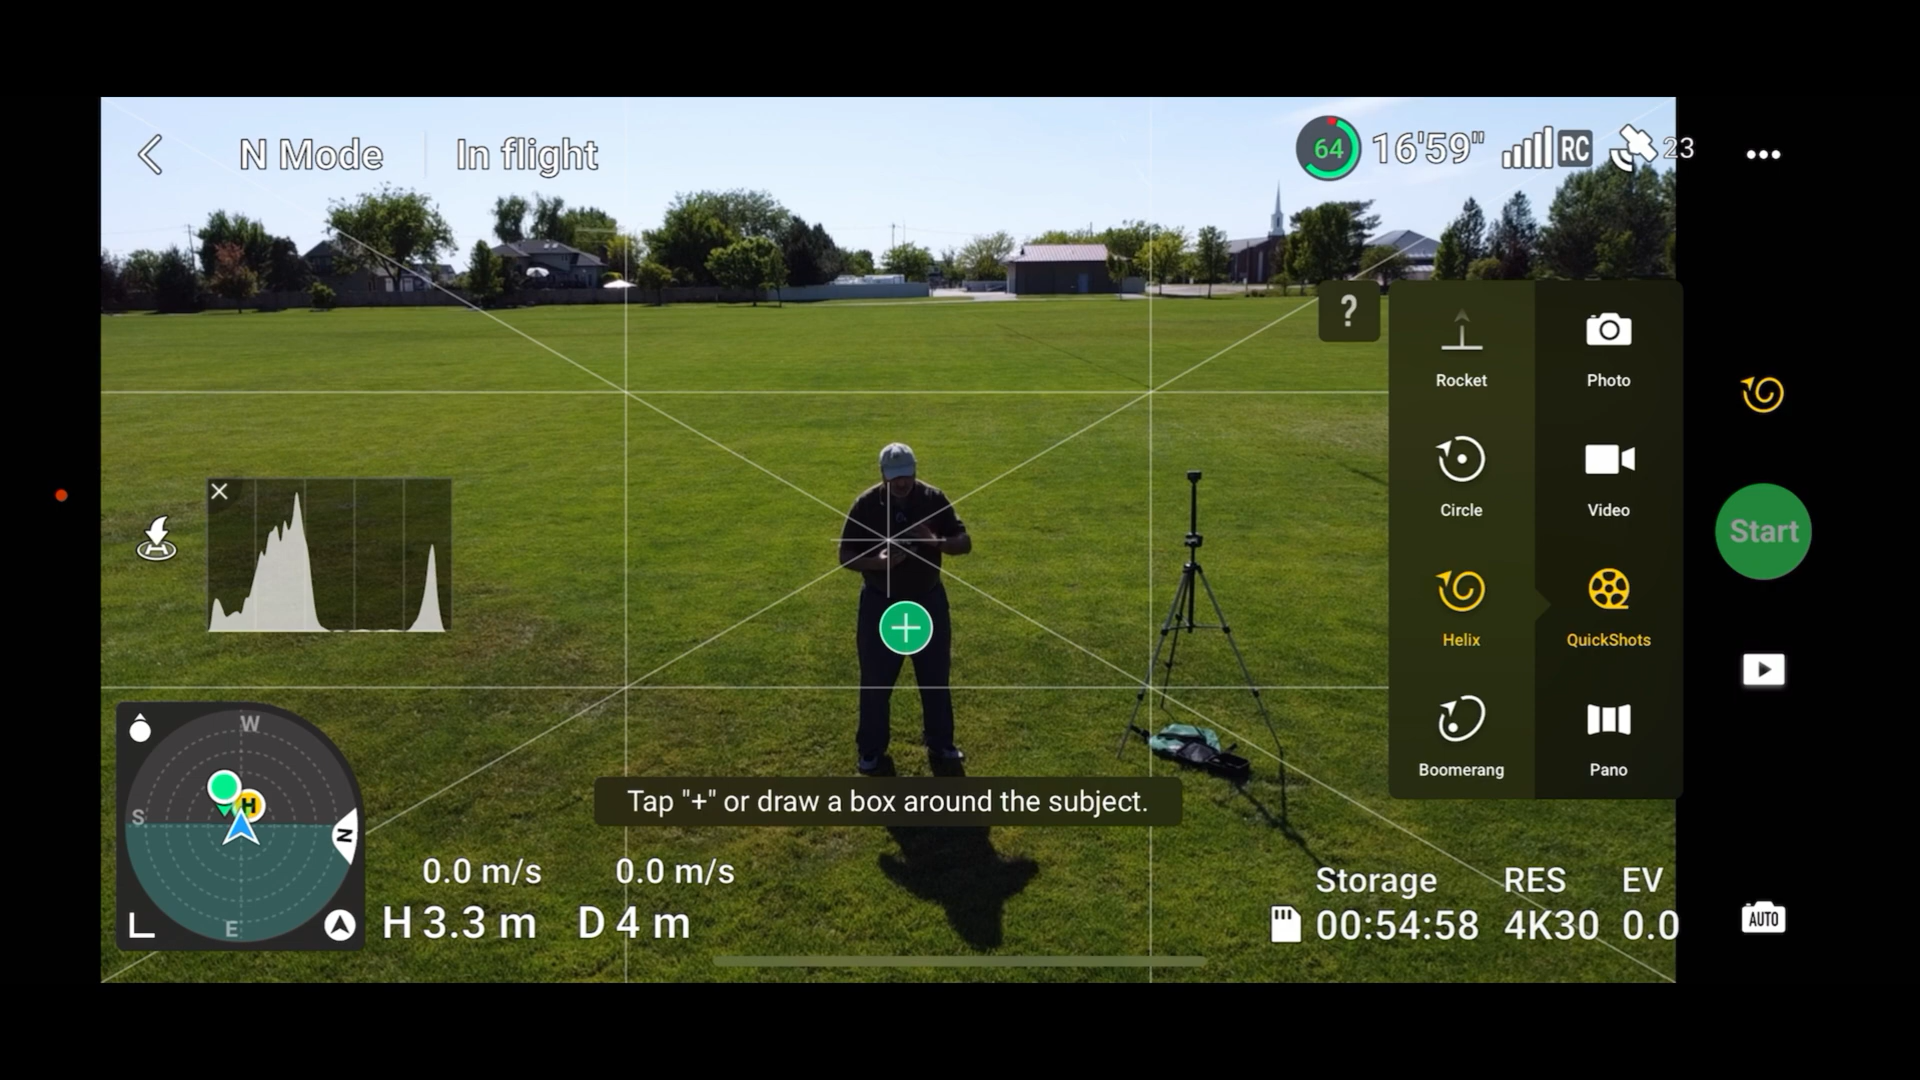 N Mode
In flight
64
16'59"
RC
23
?
Rocket
Photo
Circle
Video
Helix
QuickShots
Boomerang
Pano
Start
AUTO
W
S
H
N
E
Tap "+" or draw a box around the subject.
0.0 m/s
0.0 m/s
H 3.3 m
D 4 m
Storage
00:54:58
RES
4K30
EV
0.0